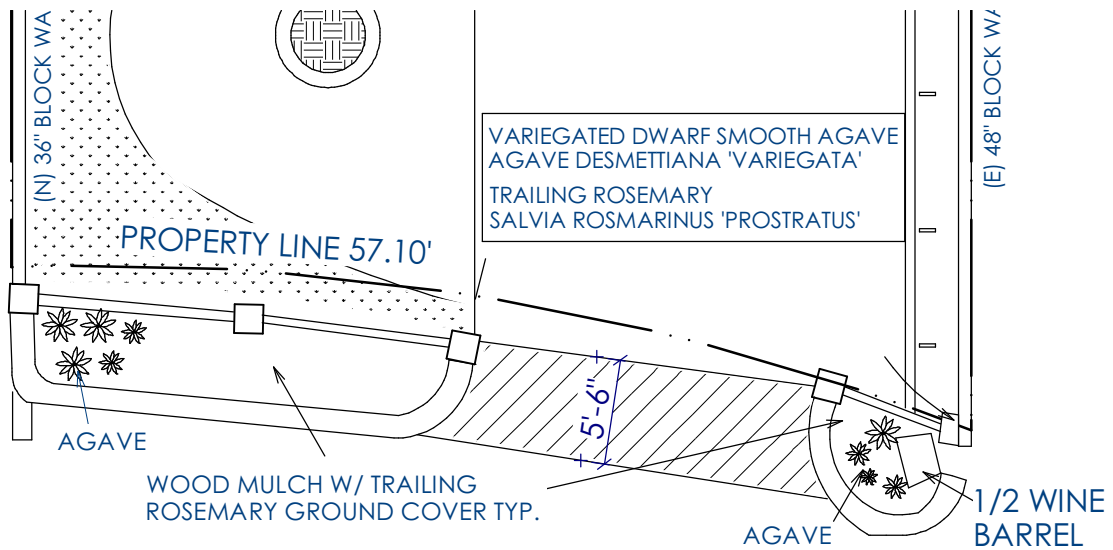 (N) 36" BLOCK WA
(E) 48" BLOCK WA
VARIEGATED DWARF SMOOTH AGAVE
AGAVE DESMETTIANA 'VARIEGATA'
TRAILING ROSEMARY
SALVIA ROSMARINUS 'PROSTRATUS'
PROPERTY LINE 57.10'
5'-6"
AGAVE
WOOD MULCH W/ TRAILING
ROSEMARY GROUND COVER TYP.
1/2 WINE
BARREL
AGAVE